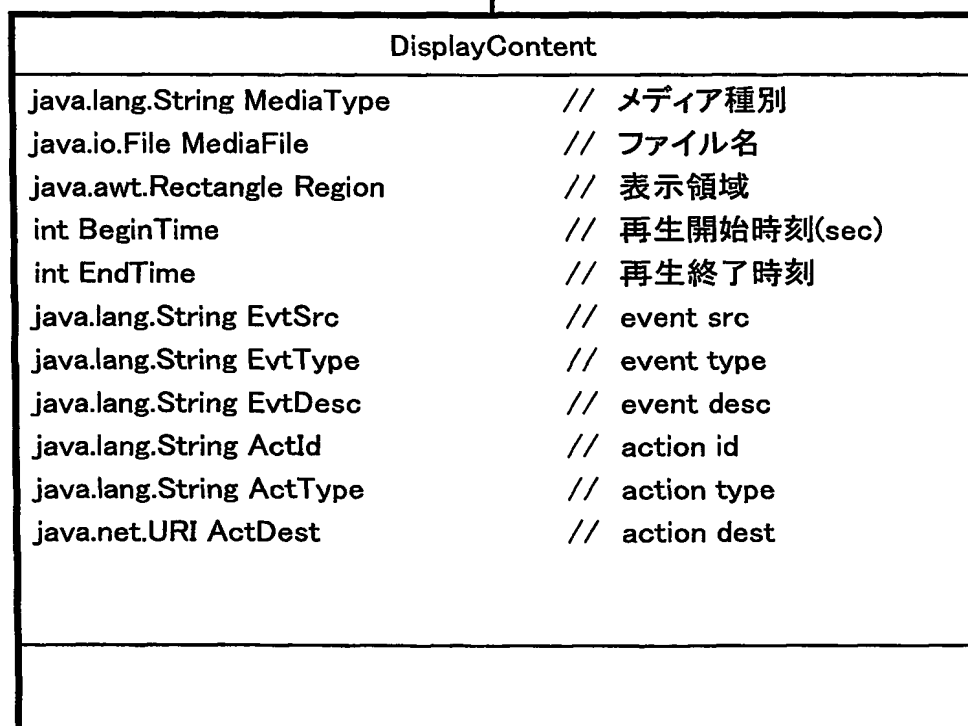 DisplayContent
java.lang.String MediaType // メディア種別
java.io.File MediaFile // ファイル名
java.awt.Rectangle Region // 表示領域
int BeginTime // 再生開始時刻(sec)
int EndTime // 再生終了時刻
java.lang.String EvtSrc // event src
java.lang.String EvtType // event type
java.lang.String EvtDesc // event desc
java.lang.String ActId // action id
java.lang.String ActType // action type
java.net.URI ActDest // action dest